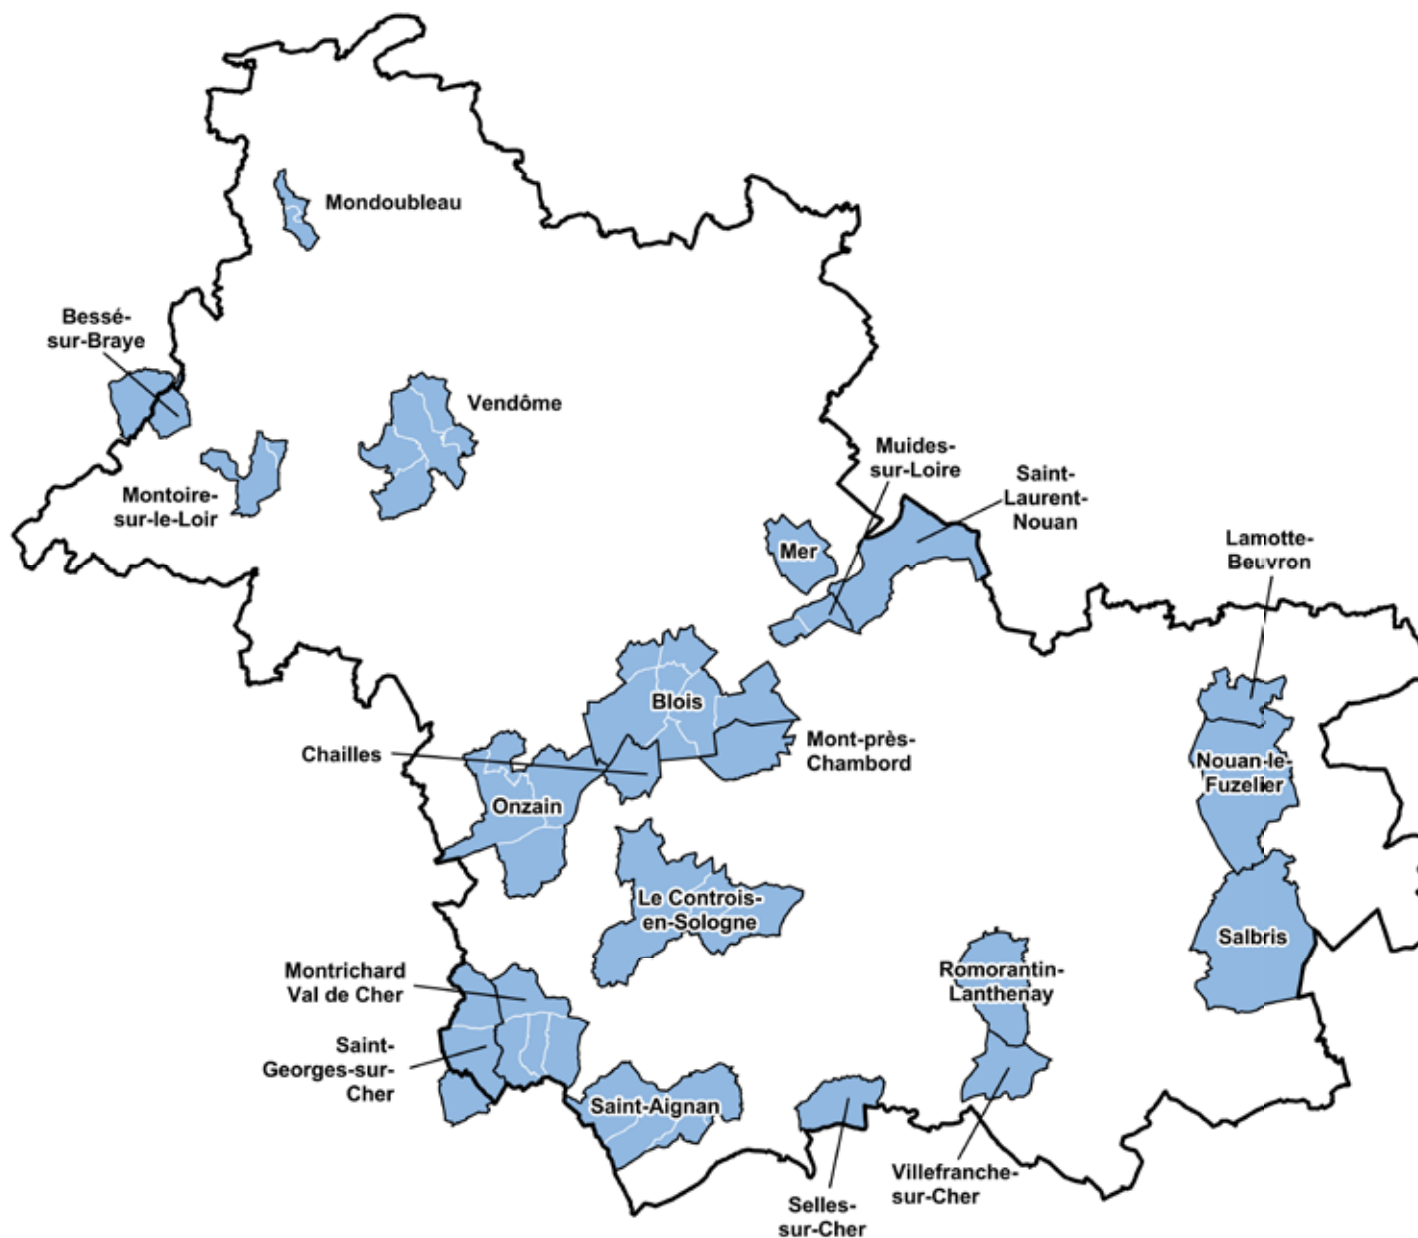 Mondoubleau
Bessé-
sur-Braye
Vendôme
Montoire-
sur-le-Loir
Muides-
sur-Loire
Saint-
Laurent-
Nouan
Mer
Lamotte-
Beuvron
Blois
Chailles
Mont-près-
Chambord
Nouan-le-
Fuzelier
Onzain
Le Controis-
en-Sologne
Salbris
Montrichard
Val de Cher
Romorantin-
Lanthenay
Saint-
Georges-sur-
Cher
Saint-Aignan
Villefranche-
sur-Cher
Selles-
sur-Cher